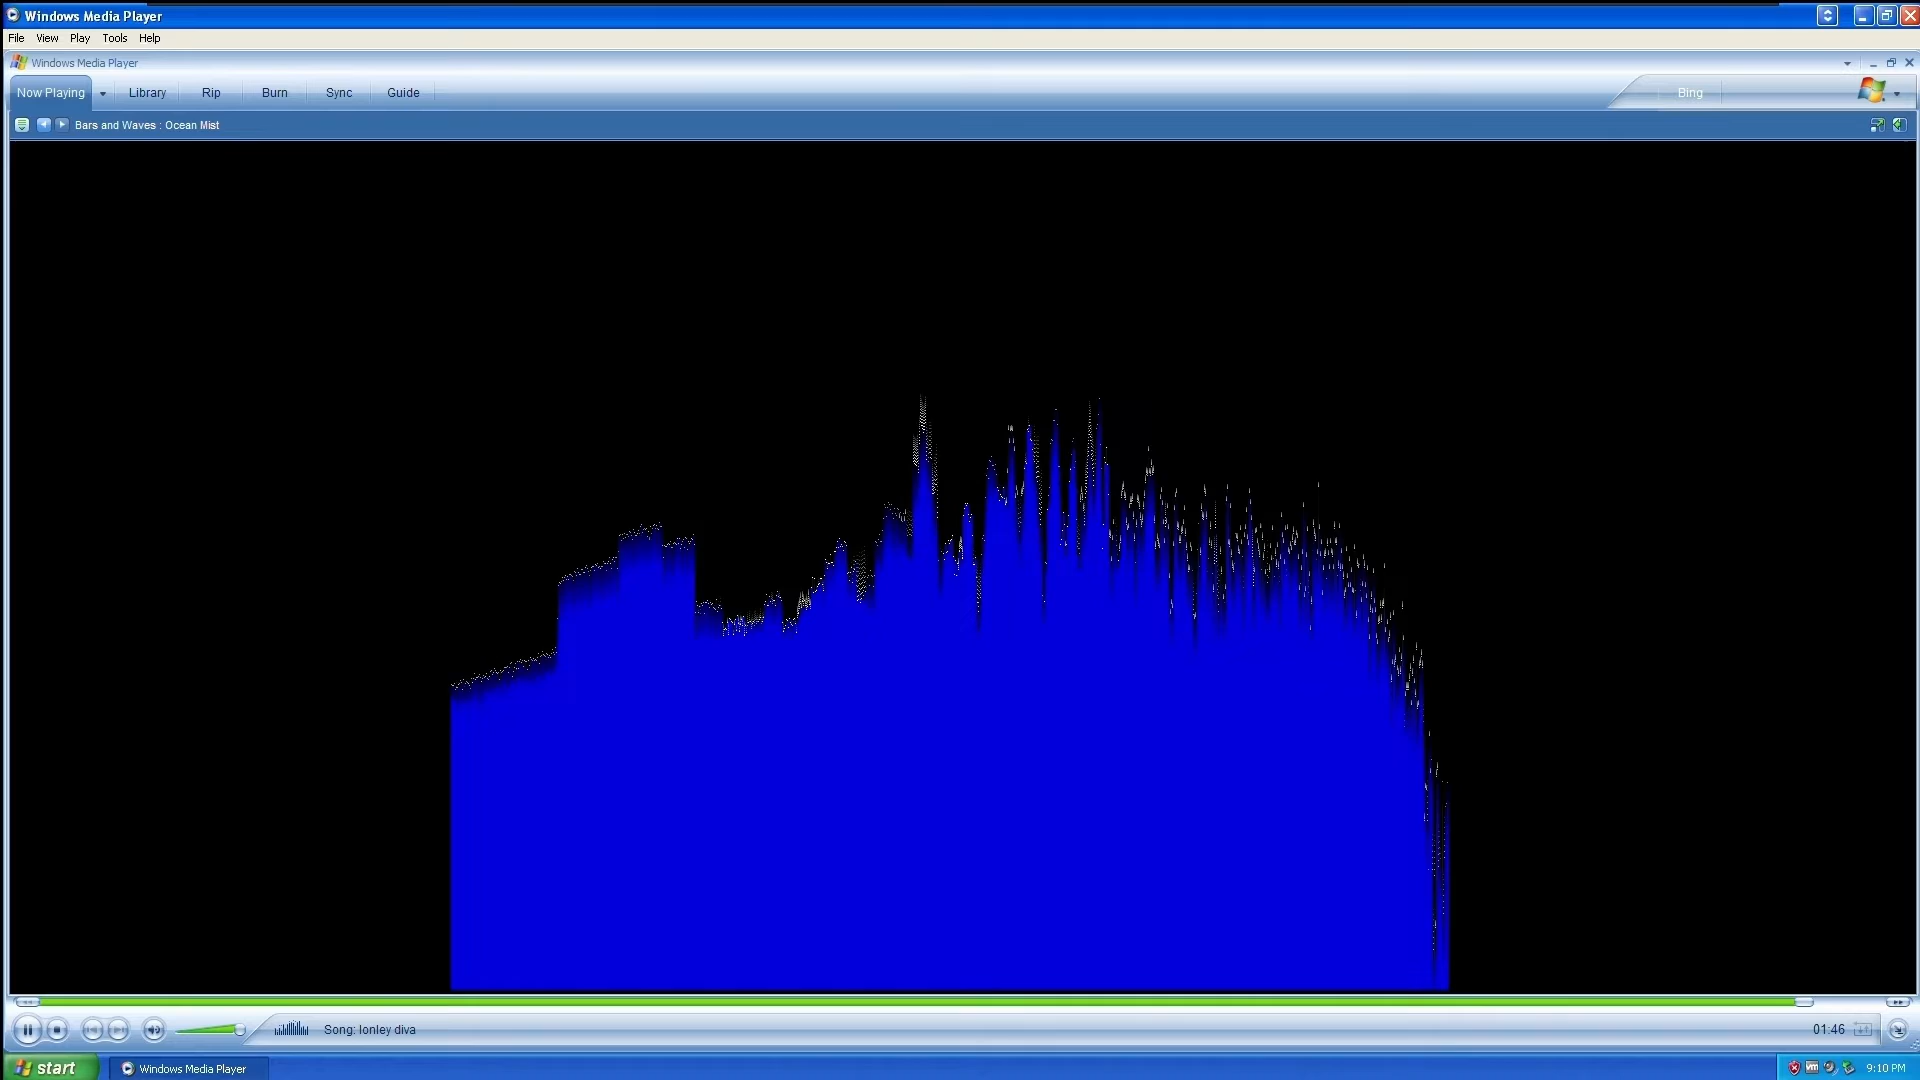 Windows Media Player
File View Play Tools Help
Windows Media Player
Now Playing Library Rip Burn Sync Guide Bing
Bars and Waves : Ocean Mist
Song: lonley diva 01:46
start Windows Media Player 9:10 PM